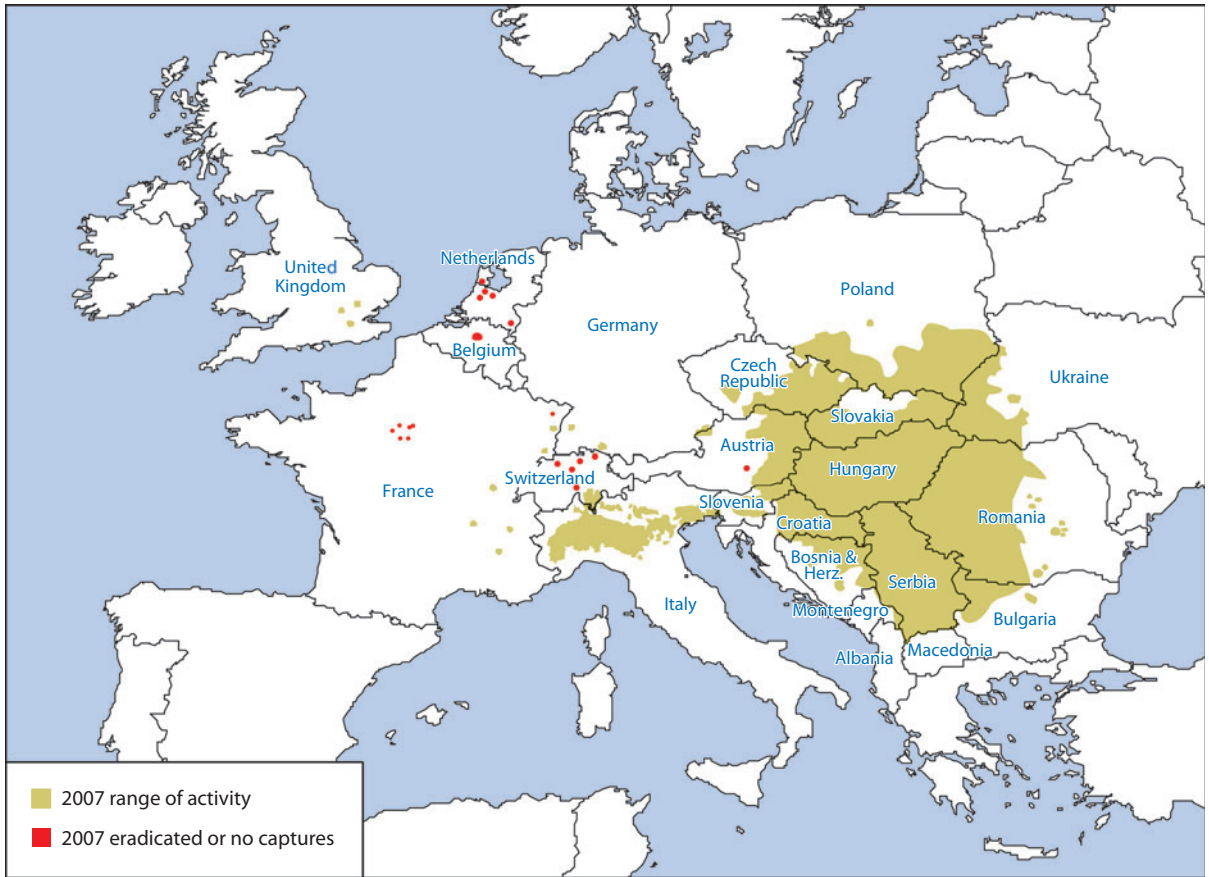 Netherlands
United
Kingdom
Poland
Germany
Belgium
Czech
Republic
Ukraine
Slovakia
Austria
Hungary
Switzerland
France
Slovenia
Romania
Croatia
Bosnia &
Herz.
Serbia
Italy
Montenegro
Bulgaria
Macedonia
Albania
2007 range of activity
2007 eradicated or no captures